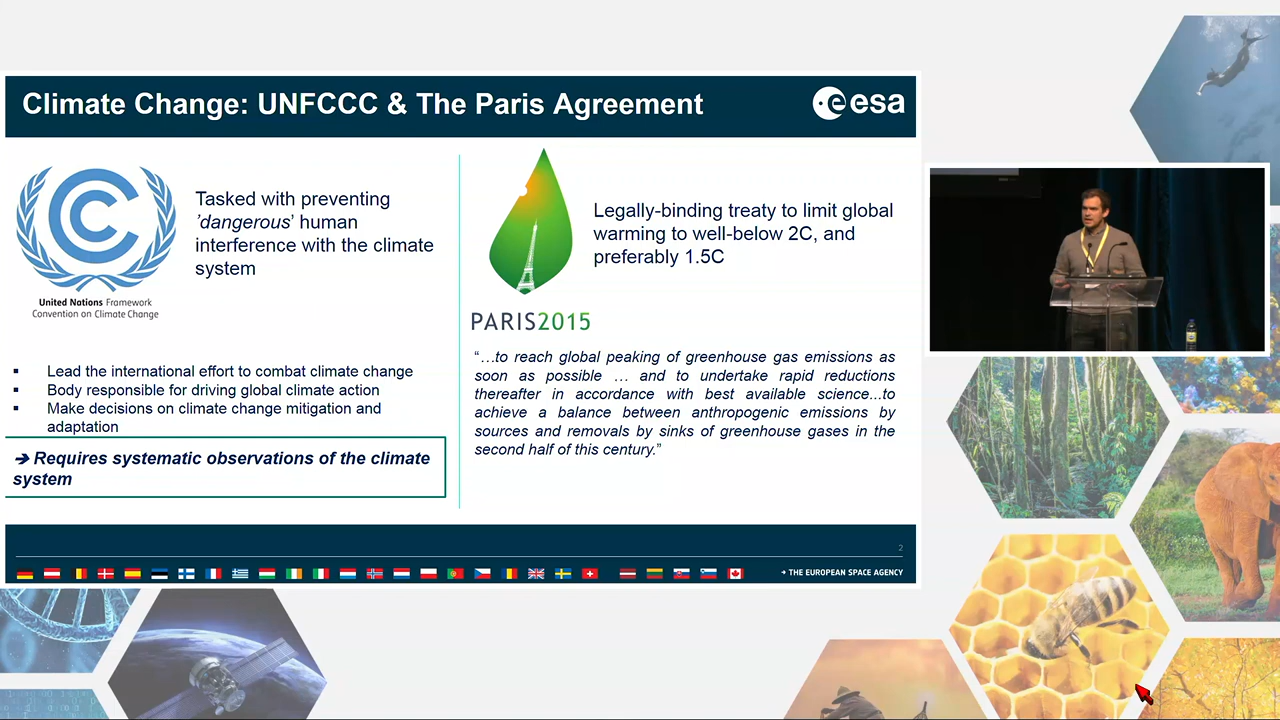 Climate Change: UNFCCC & The Paris Agreement
esa
Tasked with preventing
’dangerous’ human
interference with the climate
system
United Nations Framework
Convention on Climate Change
▪ Lead the international effort to combat climate change
▪ Body responsible for driving global climate action
▪ Make decisions on climate change mitigation and
adaptation
➔ Requires systematic observations of the climate
system
Legally-binding treaty to limit global
warming to well-below 2C, and
preferably 1.5C
PARIS2015
“…to reach global peaking of greenhouse gas emissions as
soon as possible … and to undertake rapid reductions
thereafter in accordance with best available science...to
achieve a balance between anthropogenic emissions by
sources and removals by sinks of greenhouse gases in the
second half of this century.”
2
→ THE EUROPEAN SPACE AGENCY